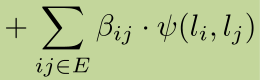 + ∑_{ij∈E} β_{ij} · ψ(l_i, l_j)